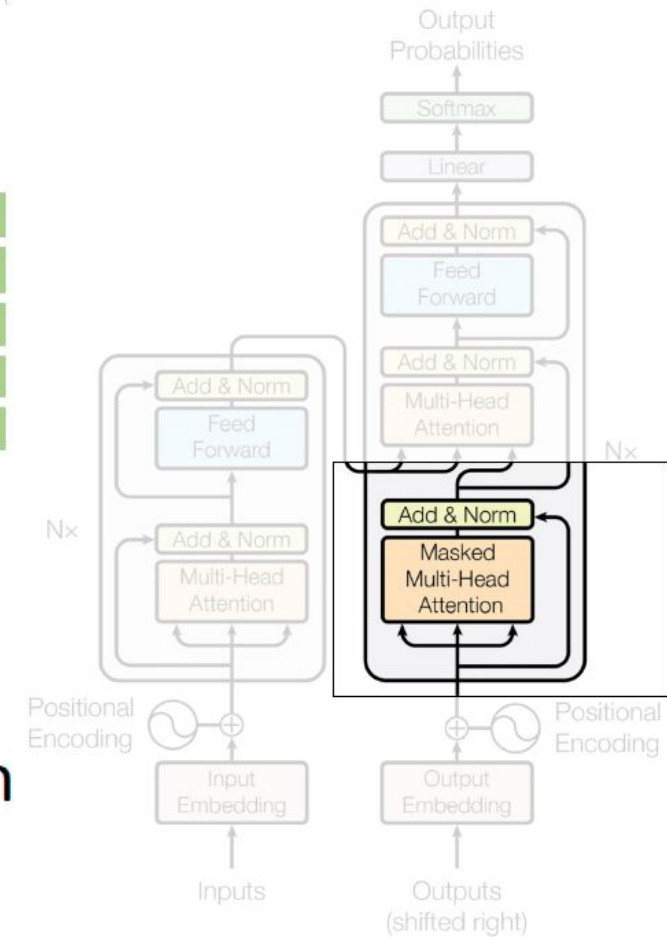 Output
Probabilities
Softmax
Linear
Add & Norm
Feed
Forward
Add & Norm
Multi-Head
Attention
Nx
Add & Norm
Masked
Multi-Head
Attention
Positional
Encoding
Output
Embedding
Outputs
(shifted right)
Add & Norm
Feed
Forward
Nx
Add & Norm
Multi-Head
Attention
Positional
Encoding
Input
Embedding
Inputs